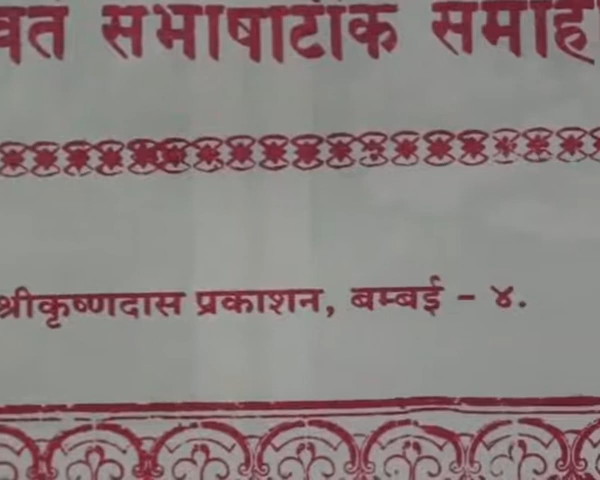 वत सभाषाटीक समाह
श्रीकृष्णदास प्रकाशन, बम्बई - ४.